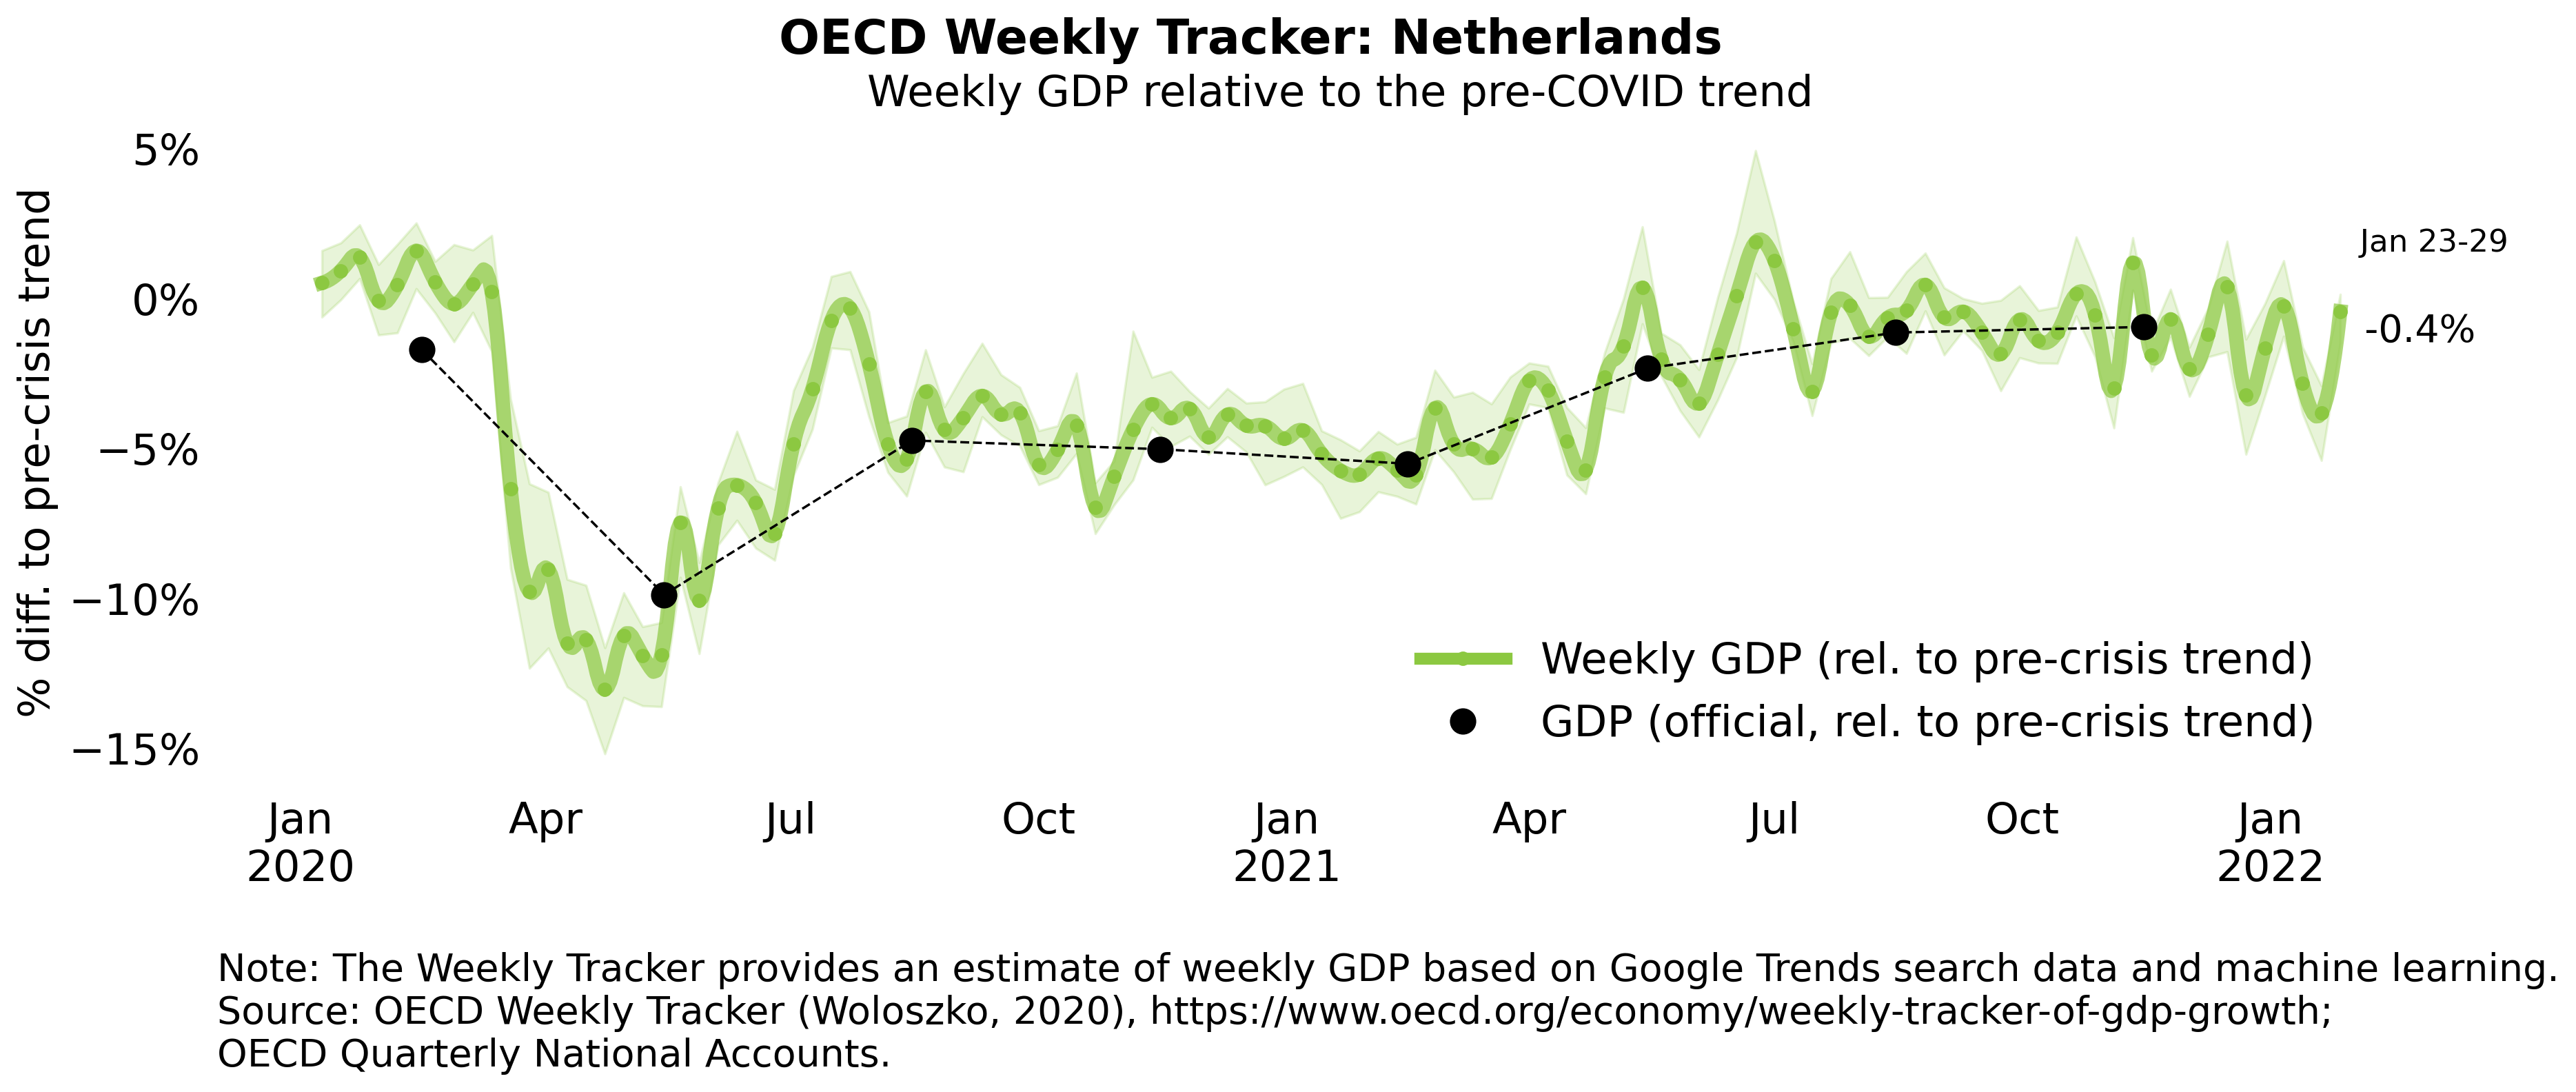 OECD Weekly Tracker: Netherlands
Weekly GDP relative to the pre-COVID trend
% diff. to pre-crisis trend
5%
0%
−5%
−10%
−15%
Jan 23-29
-0.4%
Weekly GDP (rel. to pre-crisis trend)
GDP (official, rel. to pre-crisis trend)
Jan Apr Jul Oct Jan Apr Jul Oct Jan
2020 2021 2022
Note: The Weekly Tracker provides an estimate of weekly GDP based on Google Trends search data and machine learning.
Source: OECD Weekly Tracker (Woloszko, 2020), https://www.oecd.org/economy/weekly-tracker-of-gdp-growth;
OECD Quarterly National Accounts.